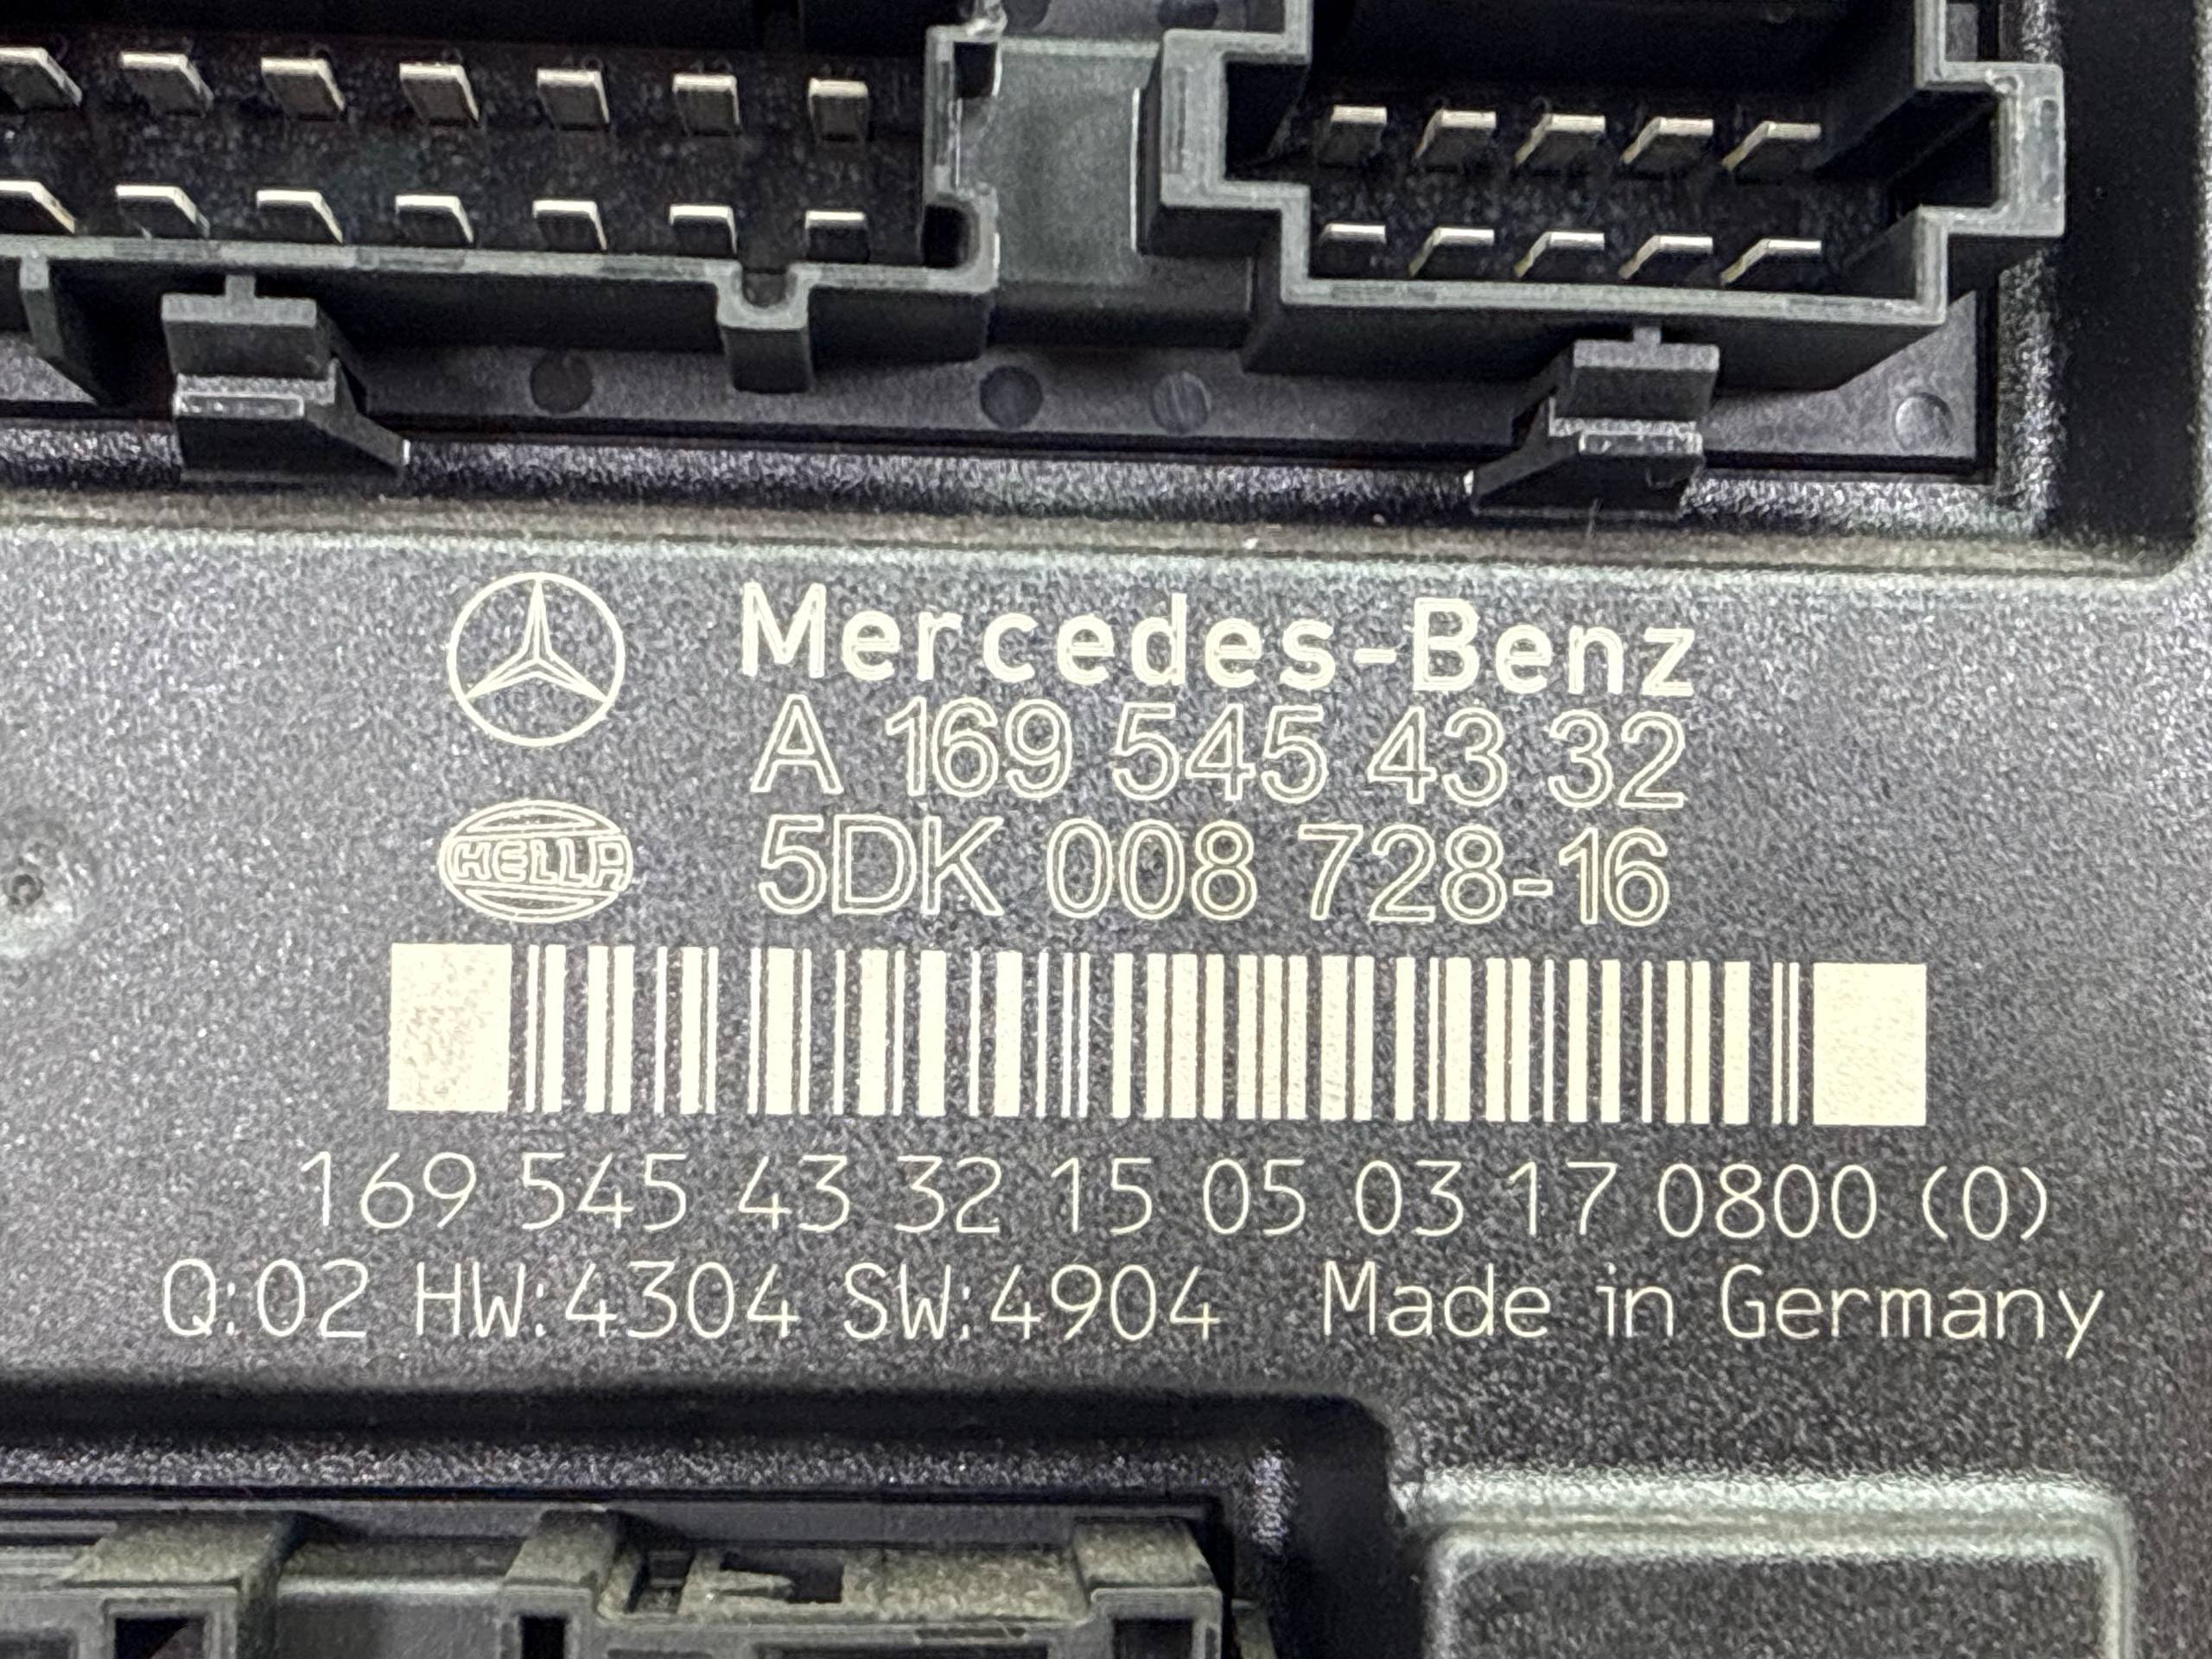 Mercedes-Benz
A 169 545 43 32
HELLA
5DK 008 728-16
169 545 43 32 15 05 03 17 0800 (0)
Q:02 HW:4304 SW:4904 Made in Germany